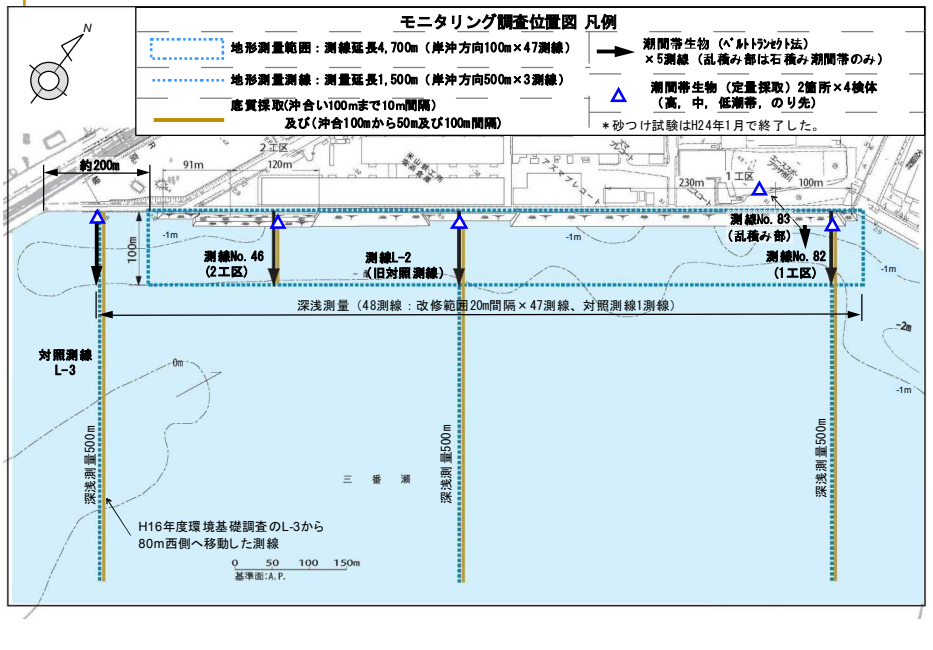 モニタリング調査位置図 凡例
地形測量範囲：測線延長4,700m（岸沖方向100m×47測線）
地形測量測線：測量延長1,500m（岸沖方向500m×3測線）
底質採取(沖合い100mまで10m間隔)
及び(沖合100mから50m及び100m間隔)
潮間帯生物（ﾍﾞﾙﾄﾄﾗﾝｾｸﾄ法）
×5測線（乱積み部は石積み潮間帯のみ）
潮間帯生物（定量採取）2箇所×4検体
（高，中，低潮帯，のり先）
＊砂つけ試験はH24年1月で終了した。
N
約200m
91m
2工区
120m
230m
1工区
100m
100m
-1m
-1m
測線No.46
(2工区)
測線L-2
(旧対照測線)
測線No.83
(乱積み部)
測線No.82
(1工区)
-1m
-2m
-1m
深浅測量（48測線：改修範囲20m間隔×47測線、対照測線1測線）
対照測線
L-3
0m
深浅測量500m
深浅測量500m
深浅測量500m
三番瀬
H16年度環境基礎調査のL-3から
80m西側へ移動した測線
0 50 100 150m
基準面:A.P.